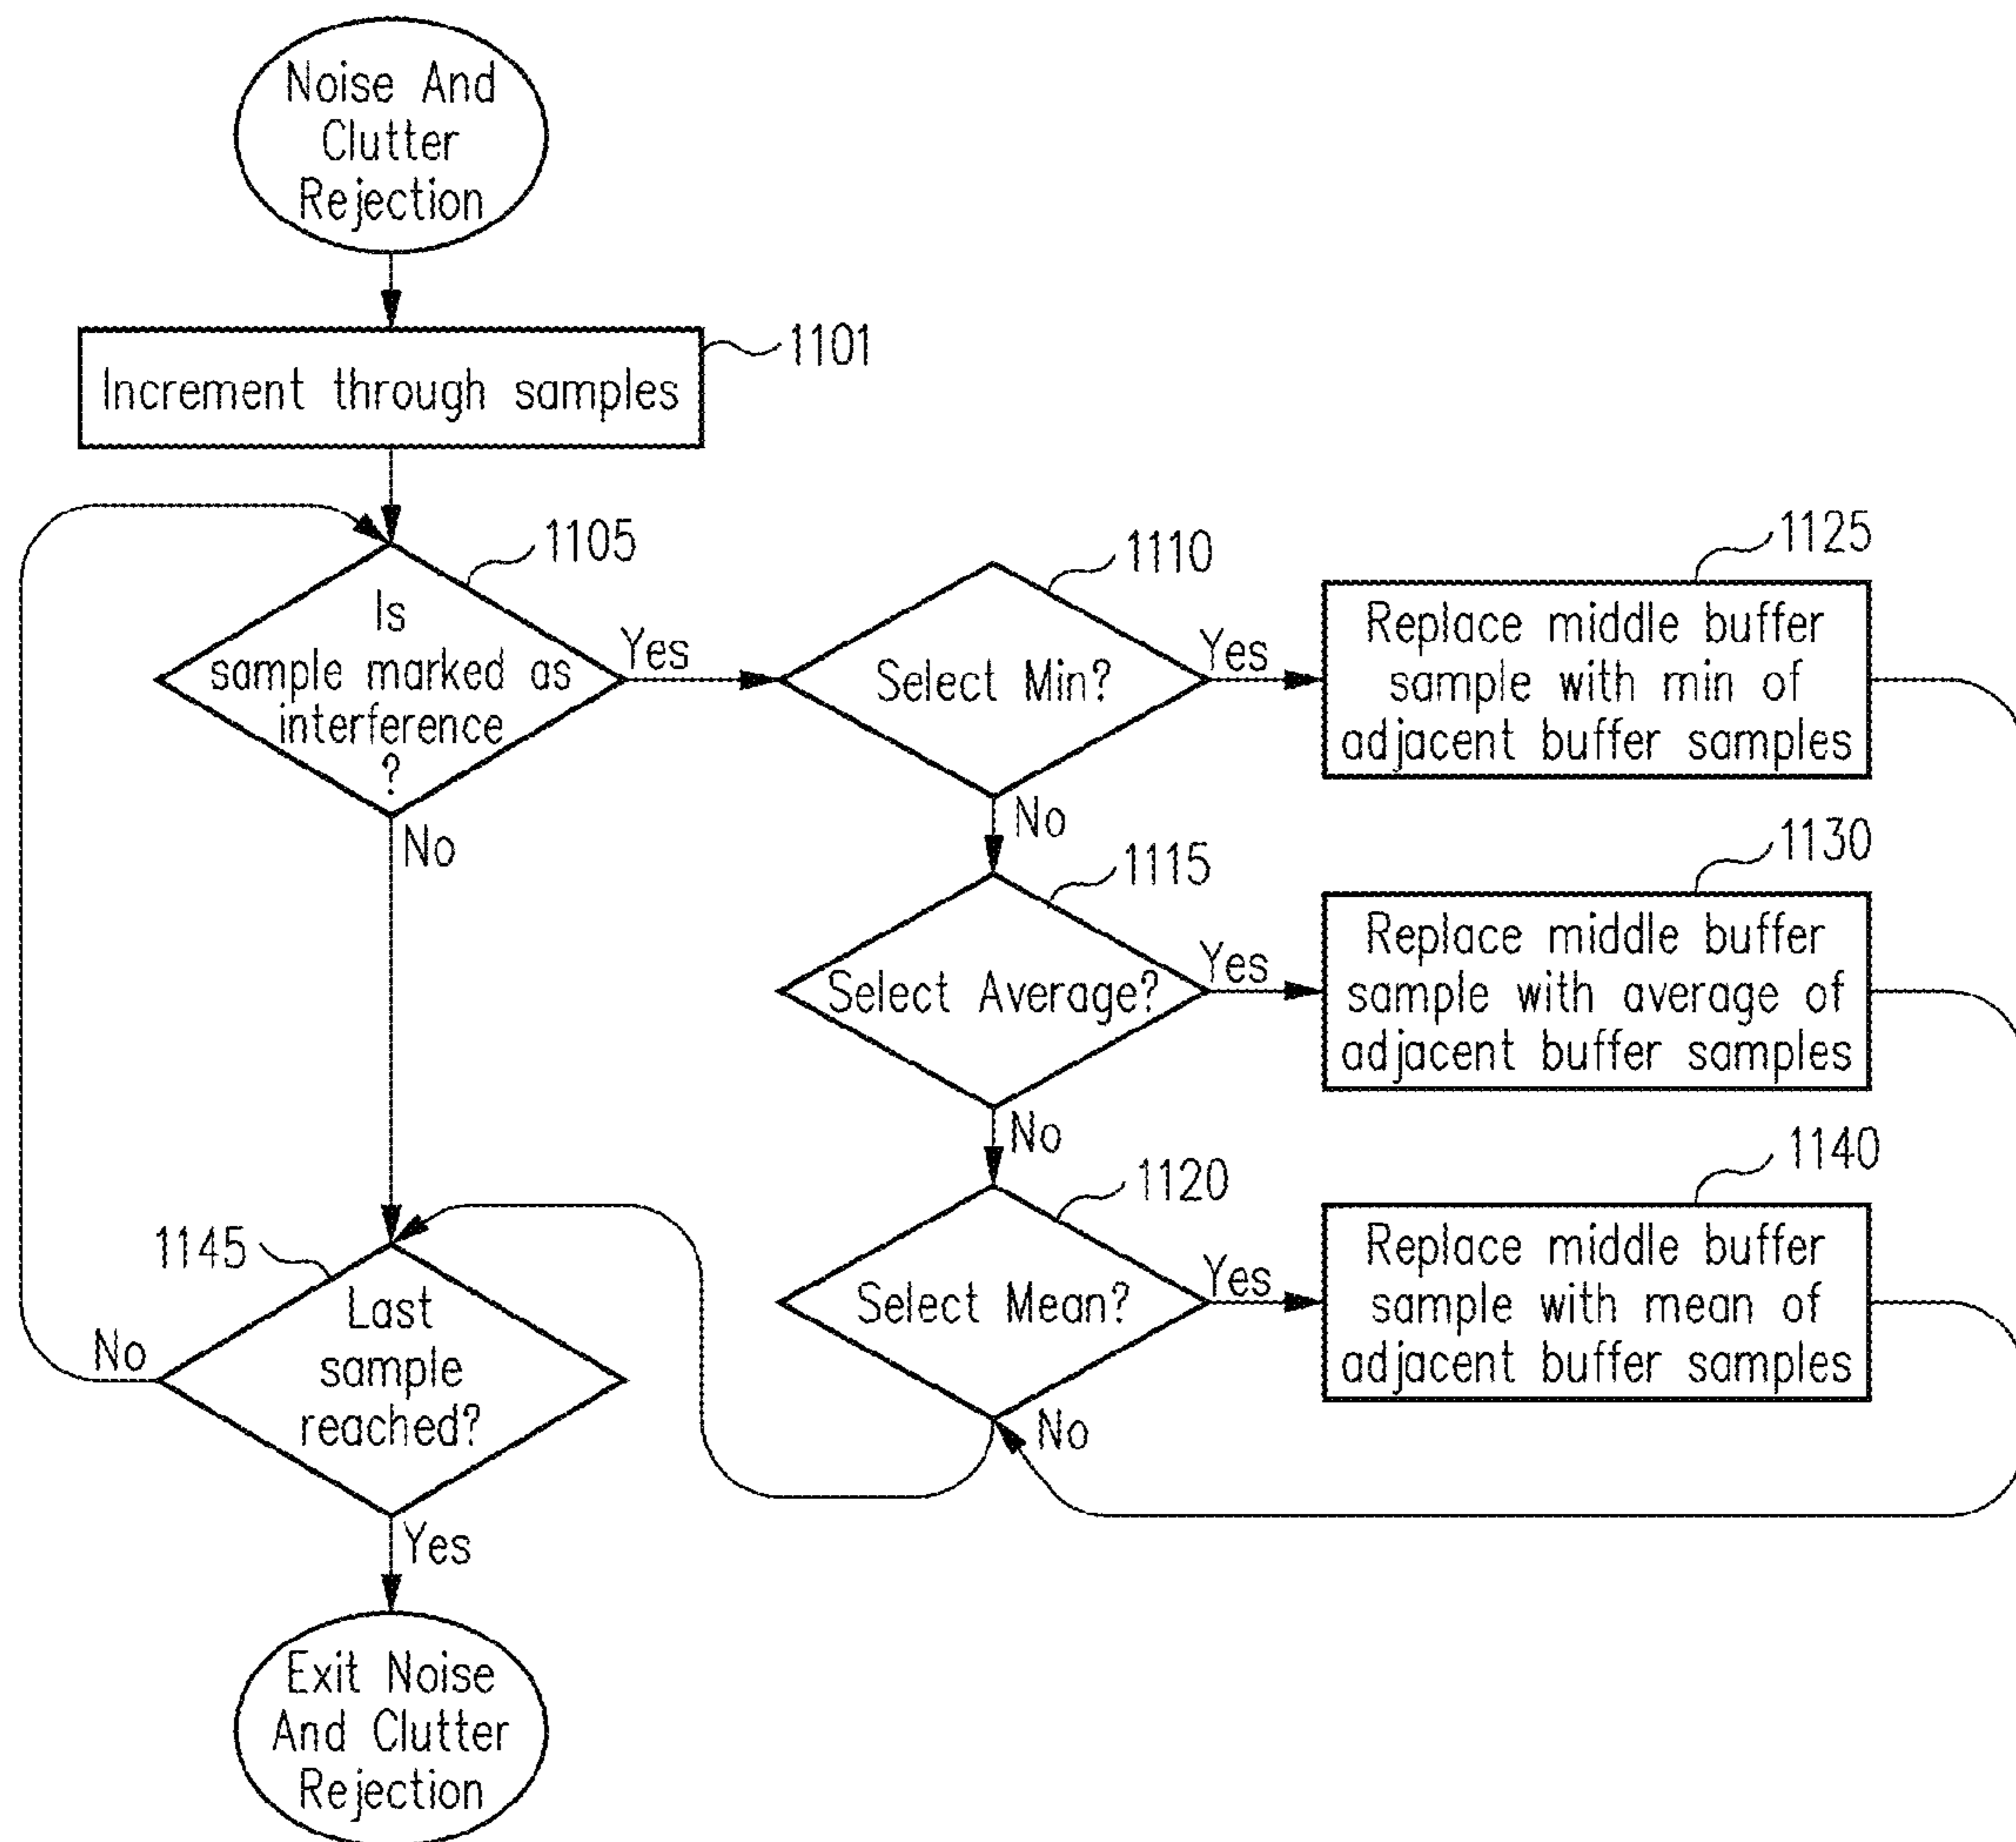 Noise And
Clutter
Rejection
Increment through samples
1101
Is
sample marked as
interference
?
1105
Yes
No
Select Min?
1110
Yes
No
Replace middle buffer
sample with min of
adjacent buffer samples
1125
Select Average?
1115
Yes
No
Replace middle buffer
sample with average of
adjacent buffer samples
1130
Select Mean?
1120
Yes
No
Replace middle buffer
sample with mean of
adjacent buffer samples
1140
Last
sample
reached?
1145
No
Yes
Exit Noise
And Clutter
Rejection